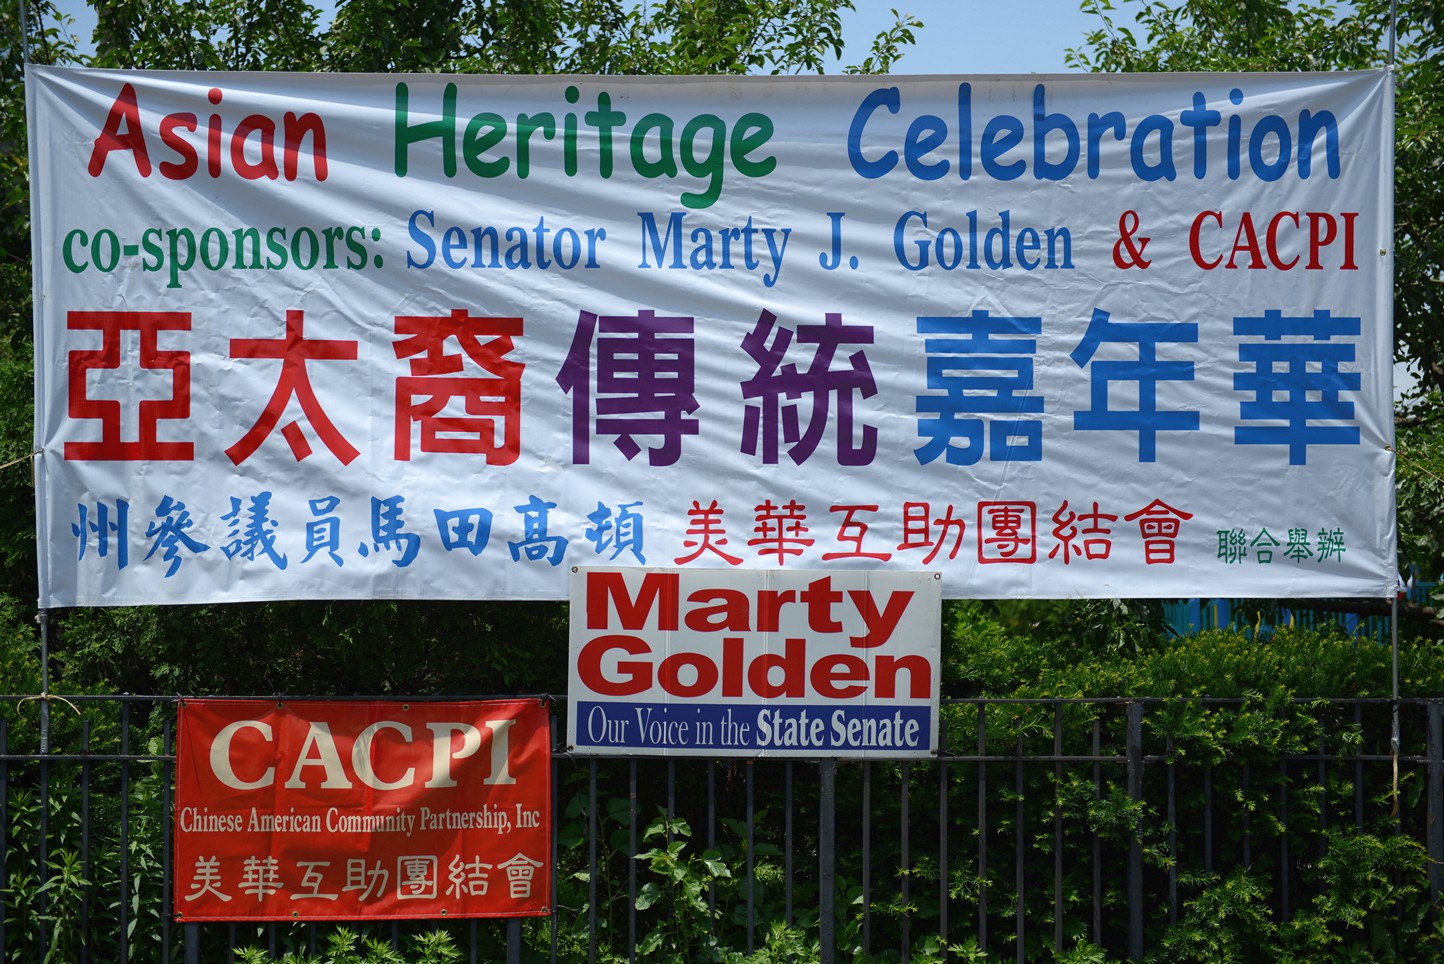 Asian Heritage Celebration
co-sponsors: Senator Marty J. Golden & CACPI
亞太裔傳統嘉年華
州參議員馬田高頓 美華互助團結會 聯合舉辦
Marty
Golden
Our Voice in the State Senate
CACPI
Chinese American Community Partnership, Inc
美華互助團結會